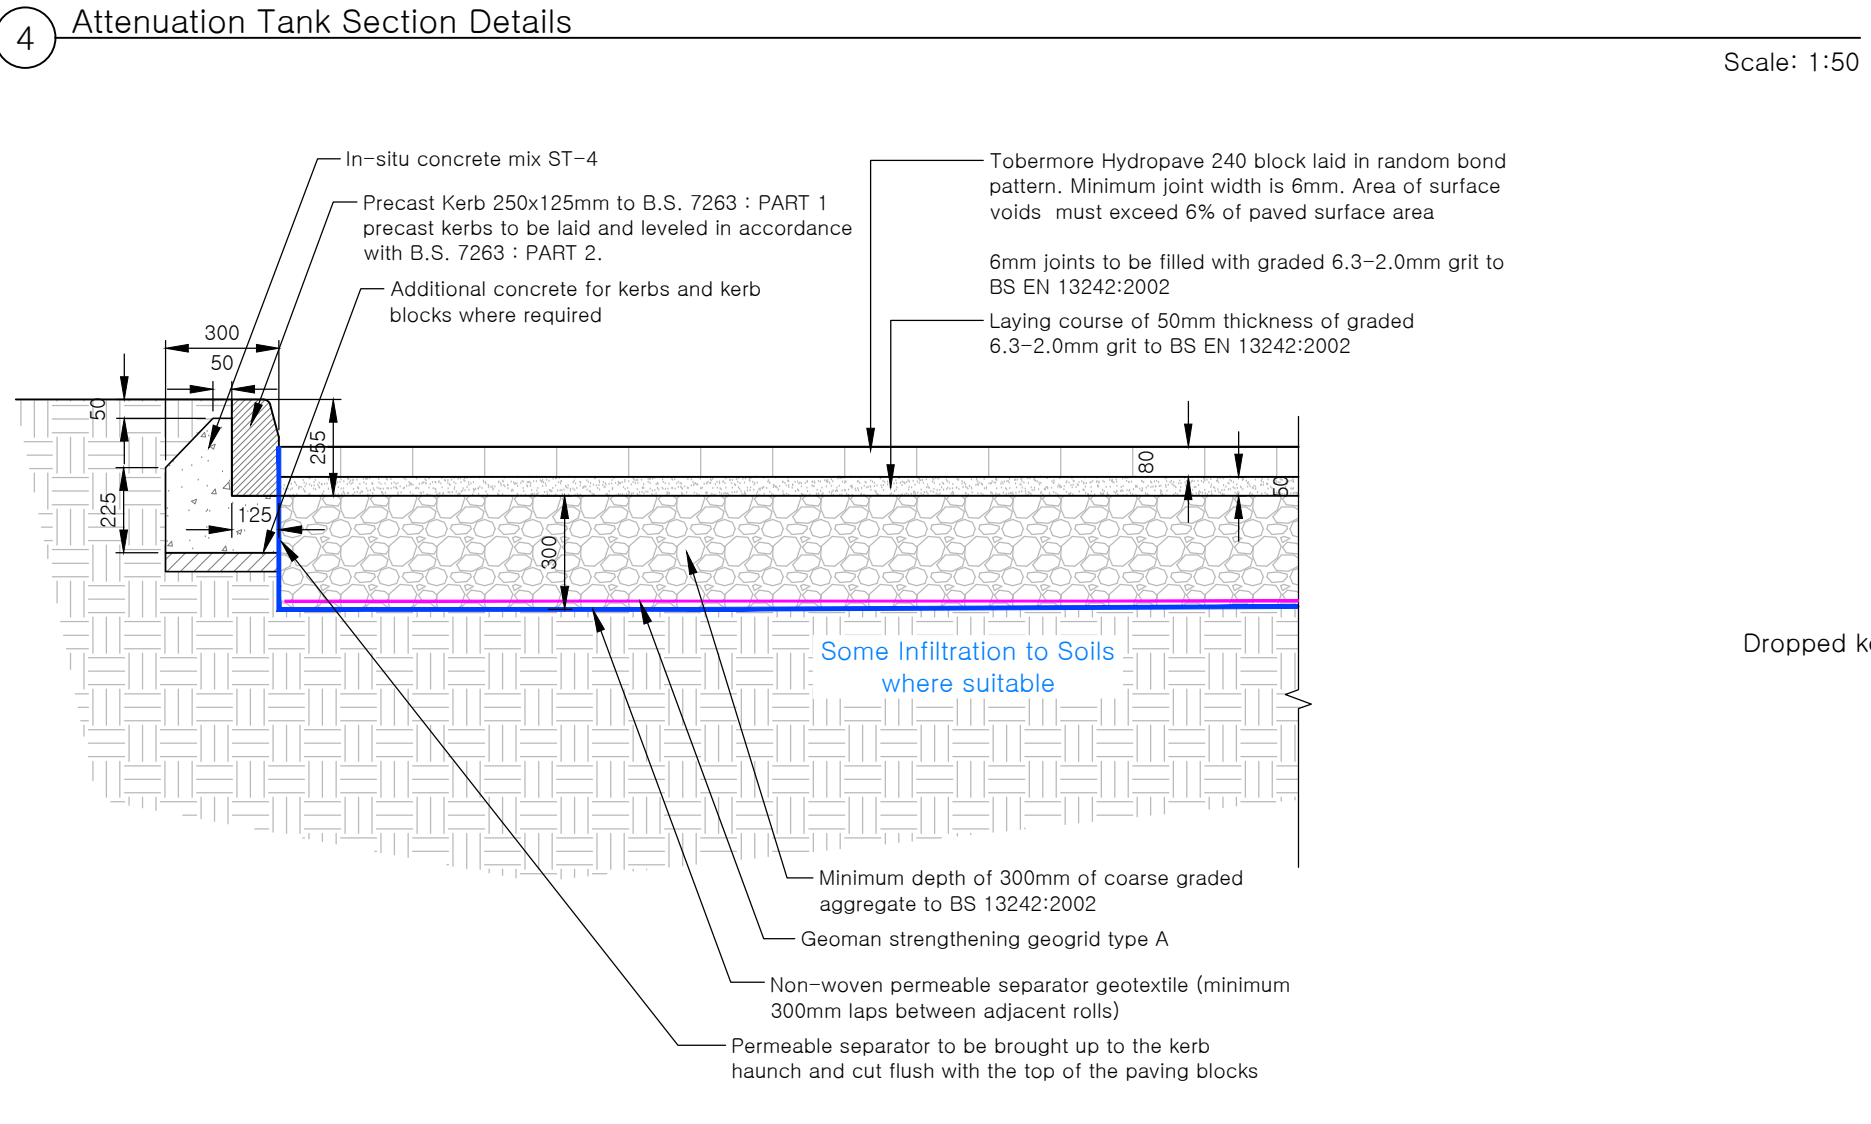 4
Attenuation Tank Section Details
Scale: 1:50
In-situ concrete mix ST-4
Precast Kerb 250x125mm to B.S. 7263 : PART 1
precast kerbs to be laid and leveled in accordance
with B.S. 7263 : PART 2.
Additional concrete for kerbs and kerb
blocks where required
Tobermore Hydropave 240 block laid in random bond
pattern. Minimum joint width is 6mm. Area of surface
voids must exceed 6% of paved surface area
6mm joints to be filled with graded 6.3-2.0mm grit to
BS EN 13242:2002
Laying course of 50mm thickness of graded
6.3-2.0mm grit to BS EN 13242:2002
300
50
50
255
225
125
300
80
50
Some Infiltration to Soils
where suitable
Dropped
Minimum depth of 300mm of coarse graded
aggregate to BS 13242:2002
Geoman strengthening geogrid type A
Non-woven permeable separator geotextile (minimum
300mm laps between adjacent rolls)
Permeable separator to be brought up to the kerb
haunch and cut flush with the top of the paving blocks